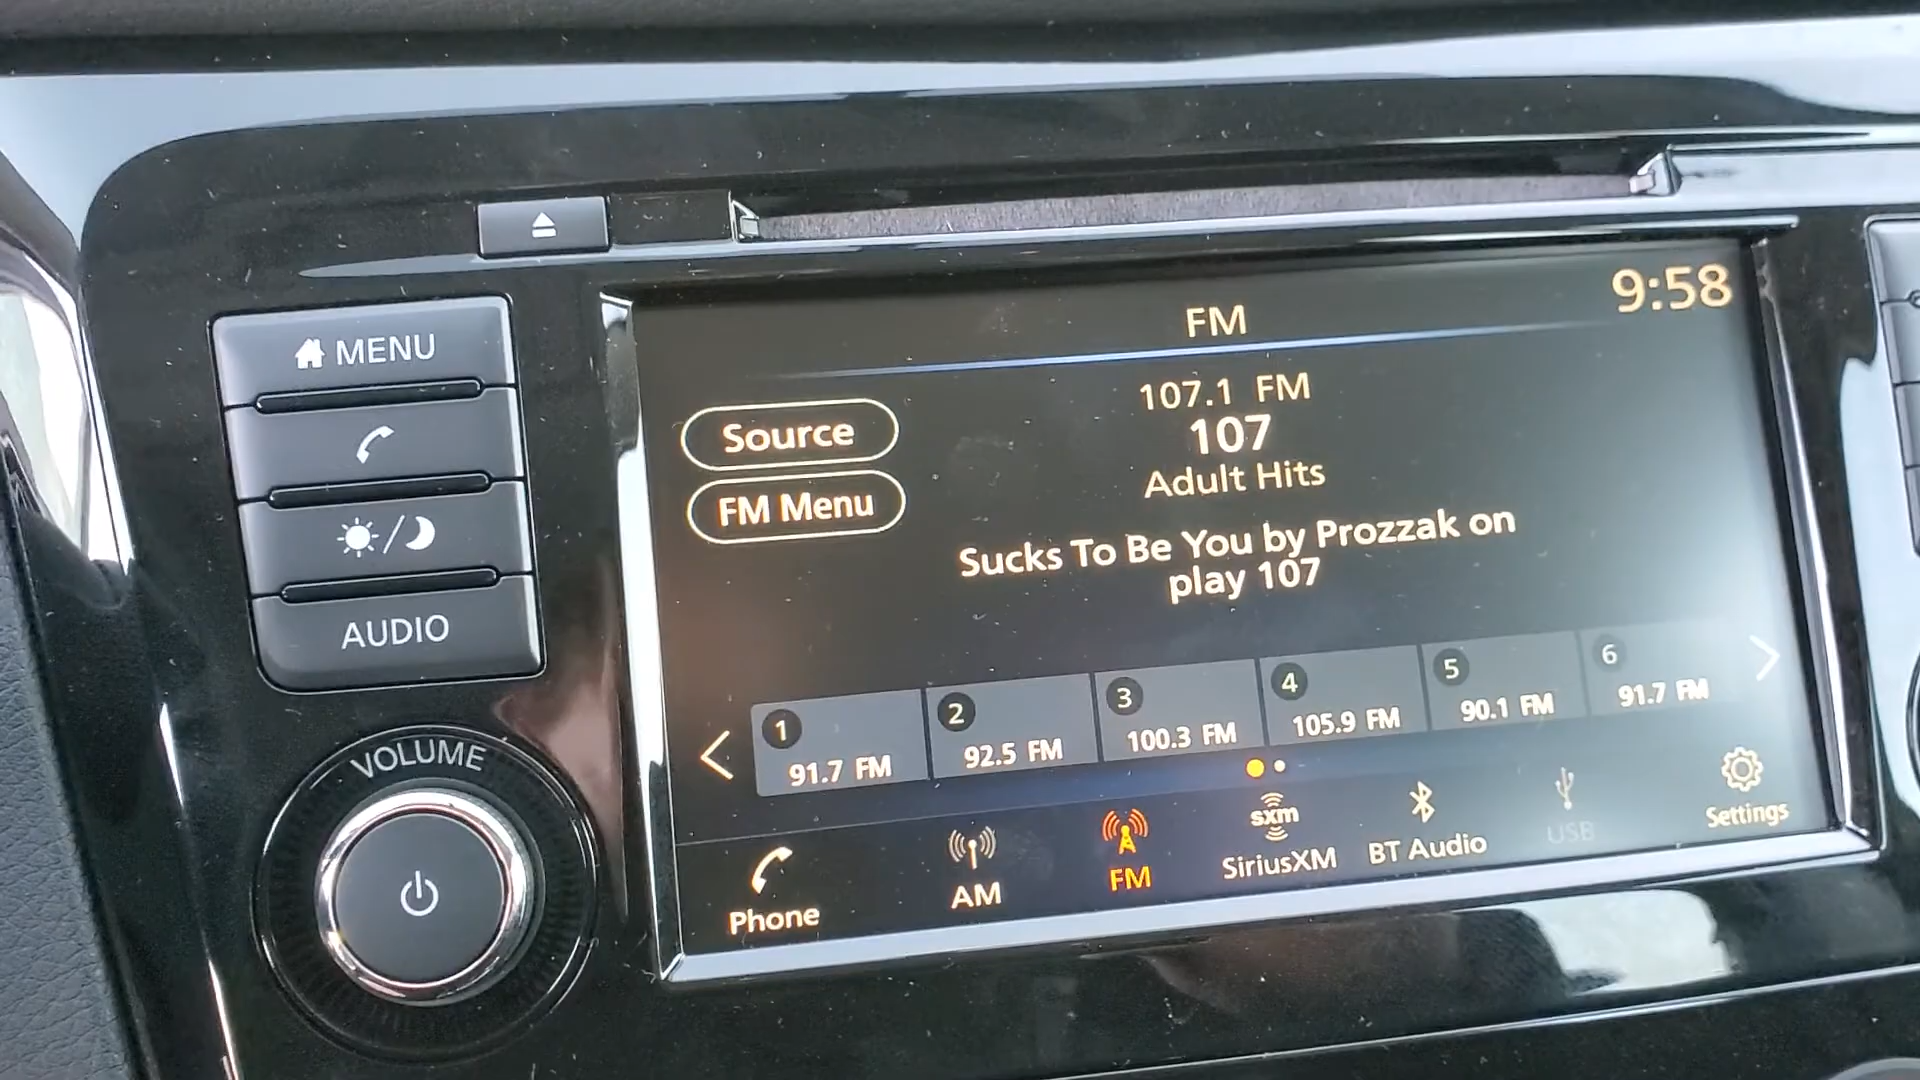 MENU
AUDIO
VOLUME
9:58
FM
107.1 FM
107
Adult Hits
Source
FM Menu
Sucks To Be You by Prozzak on
play 107
1
91.7 FM
2
92.5 FM
3
100.3 FM
4
105.9 FM
5
90.1 FM
6
91.7 FM
Phone
AM
FM
sxm
SiriusXM
BT Audio
USB
Settings